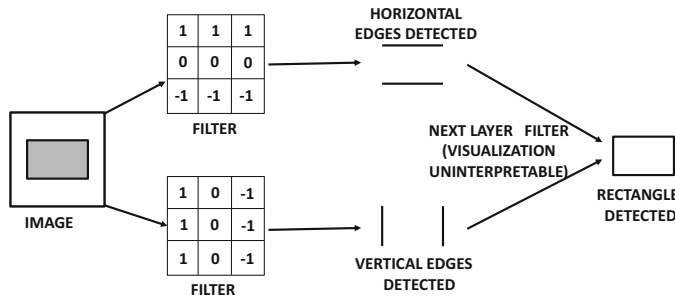 HORIZONTAL
EDGES DETECTED
1 1 1
0 0 0
-1 -1 -1
FILTER
NEXT LAYER FILTER
(VISUALIZATION
UNINTERPRETABLE)
IMAGE
1 0 -1
1 0 -1
1 0 -1
FILTER
VERTICAL EDGES
DETECTED
RECTANGLE
DETECTED